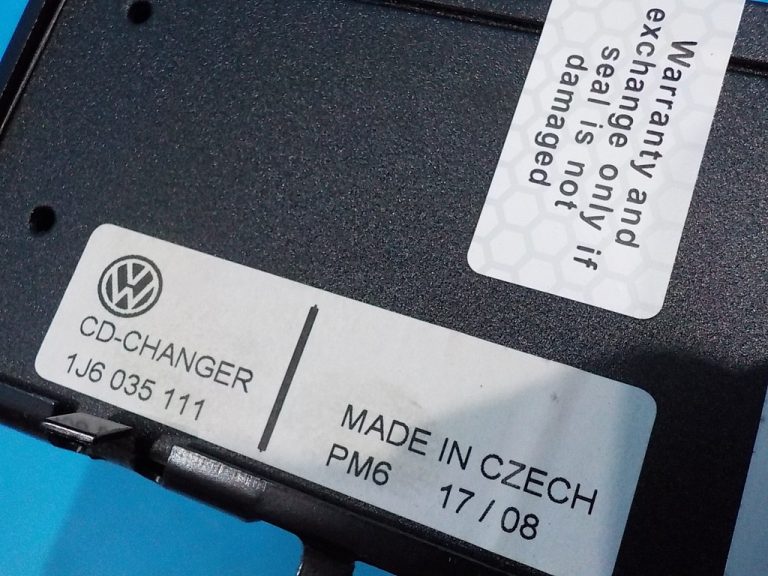 Warranty and
exchange only if
seal is not
damaged
CD-CHANGER
1J6 035 111
MADE IN CZECH
PM6 17 / 08